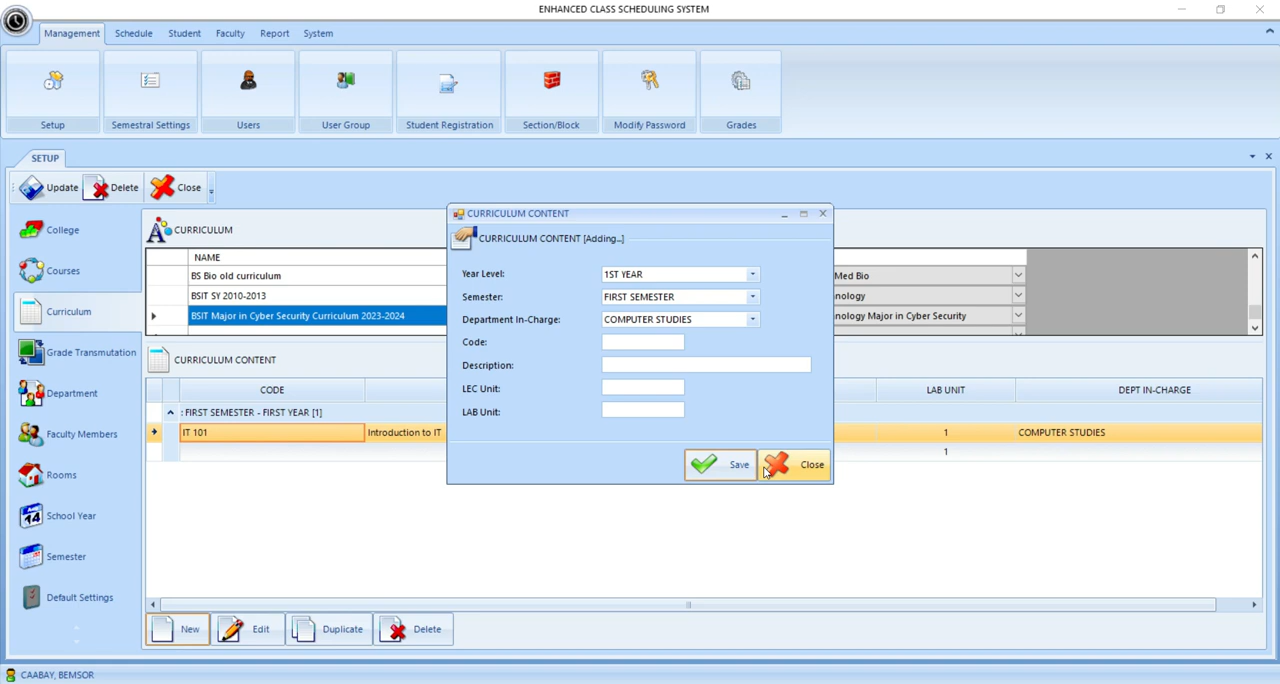 ENHANCED CLASS SCHEDULING SYSTEM
Management Schedule Student Faculty Report System
Setup Semestral Settings Users User Group Student Registration Section/Block Modify Password Grades
SETUP
Update Delete Close
College
Courses
Curriculum
Grade Transmutation
Department
Faculty Members
Rooms
14 School Year
Semester
Default Settings
CURRICULUM
NAME
BS Bio old curriculum Med Bio
BSIT SY 2010-2013 nology
BSIT Major in Cyber Security Curriculum 2023-2024 nology Major in Cyber Security
CURRICULUM CONTENT
CODE LAB UNIT DEPT IN-CHARGE
: FIRST SEMESTER - FIRST YEAR [1]
IT 101 Introduction to IT 1 COMPUTER STUDIES
1
New Edit Duplicate Delete
CURRICULUM CONTENT
CURRICULUM CONTENT [Adding...]
Year Level: 1ST YEAR
Semester: FIRST SEMESTER
Department In-Charge: COMPUTER STUDIES
Code:
Description:
LEC Unit:
LAB Unit:
Save Close
CAABAY, BEMSOR